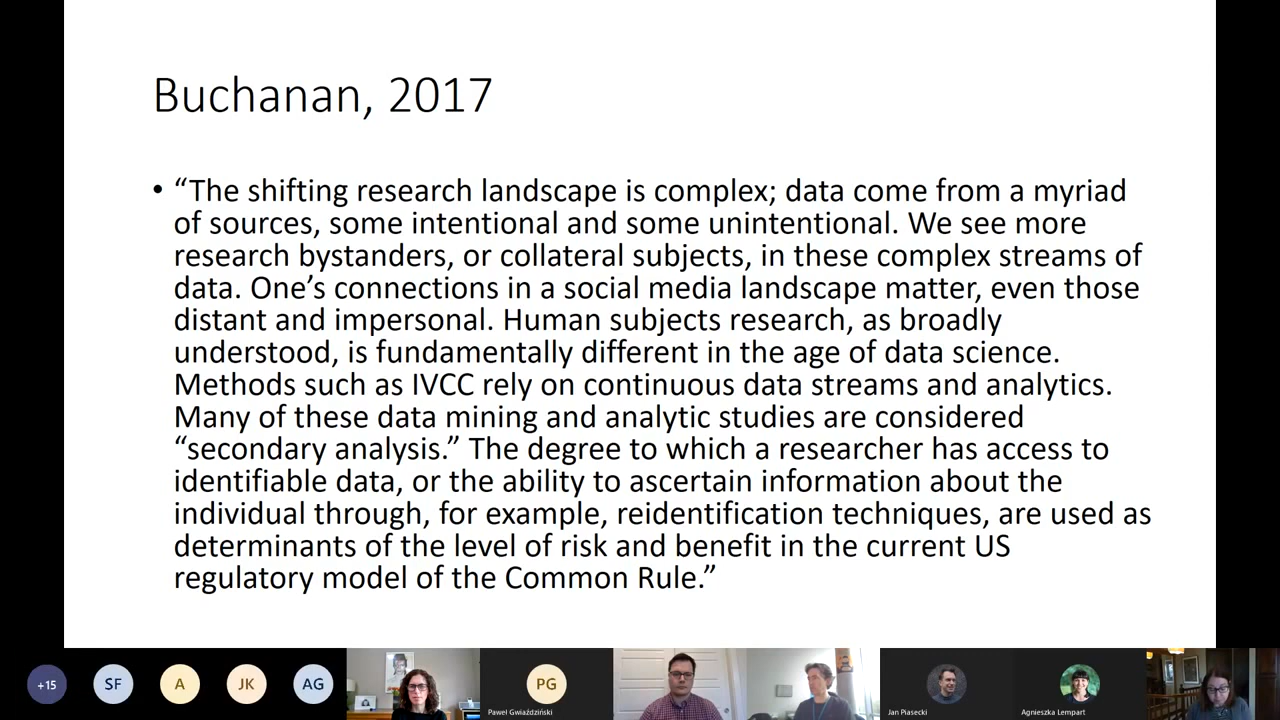 Buchanan, 2017
• “The shifting research landscape is complex; data come from a myriad
of sources, some intentional and some unintentional. We see more
research bystanders, or collateral subjects, in these complex streams of
data. One’s connections in a social media landscape matter, even those
distant and impersonal. Human subjects research, as broadly
understood, is fundamentally different in the age of data science.
Methods such as IVCC rely on continuous data streams and analytics.
Many of these data mining and analytic studies are considered
“secondary analysis.” The degree to which a researcher has access to
identifiable data, or the ability to ascertain information about the
individual through, for example, reidentification techniques, are used as
determinants of the level of risk and benefit in the current US
regulatory model of the Common Rule.”
+15 SF A JK AG PG
Paweł Gwiaździński Jan Piasecki Agnieszka Lempart